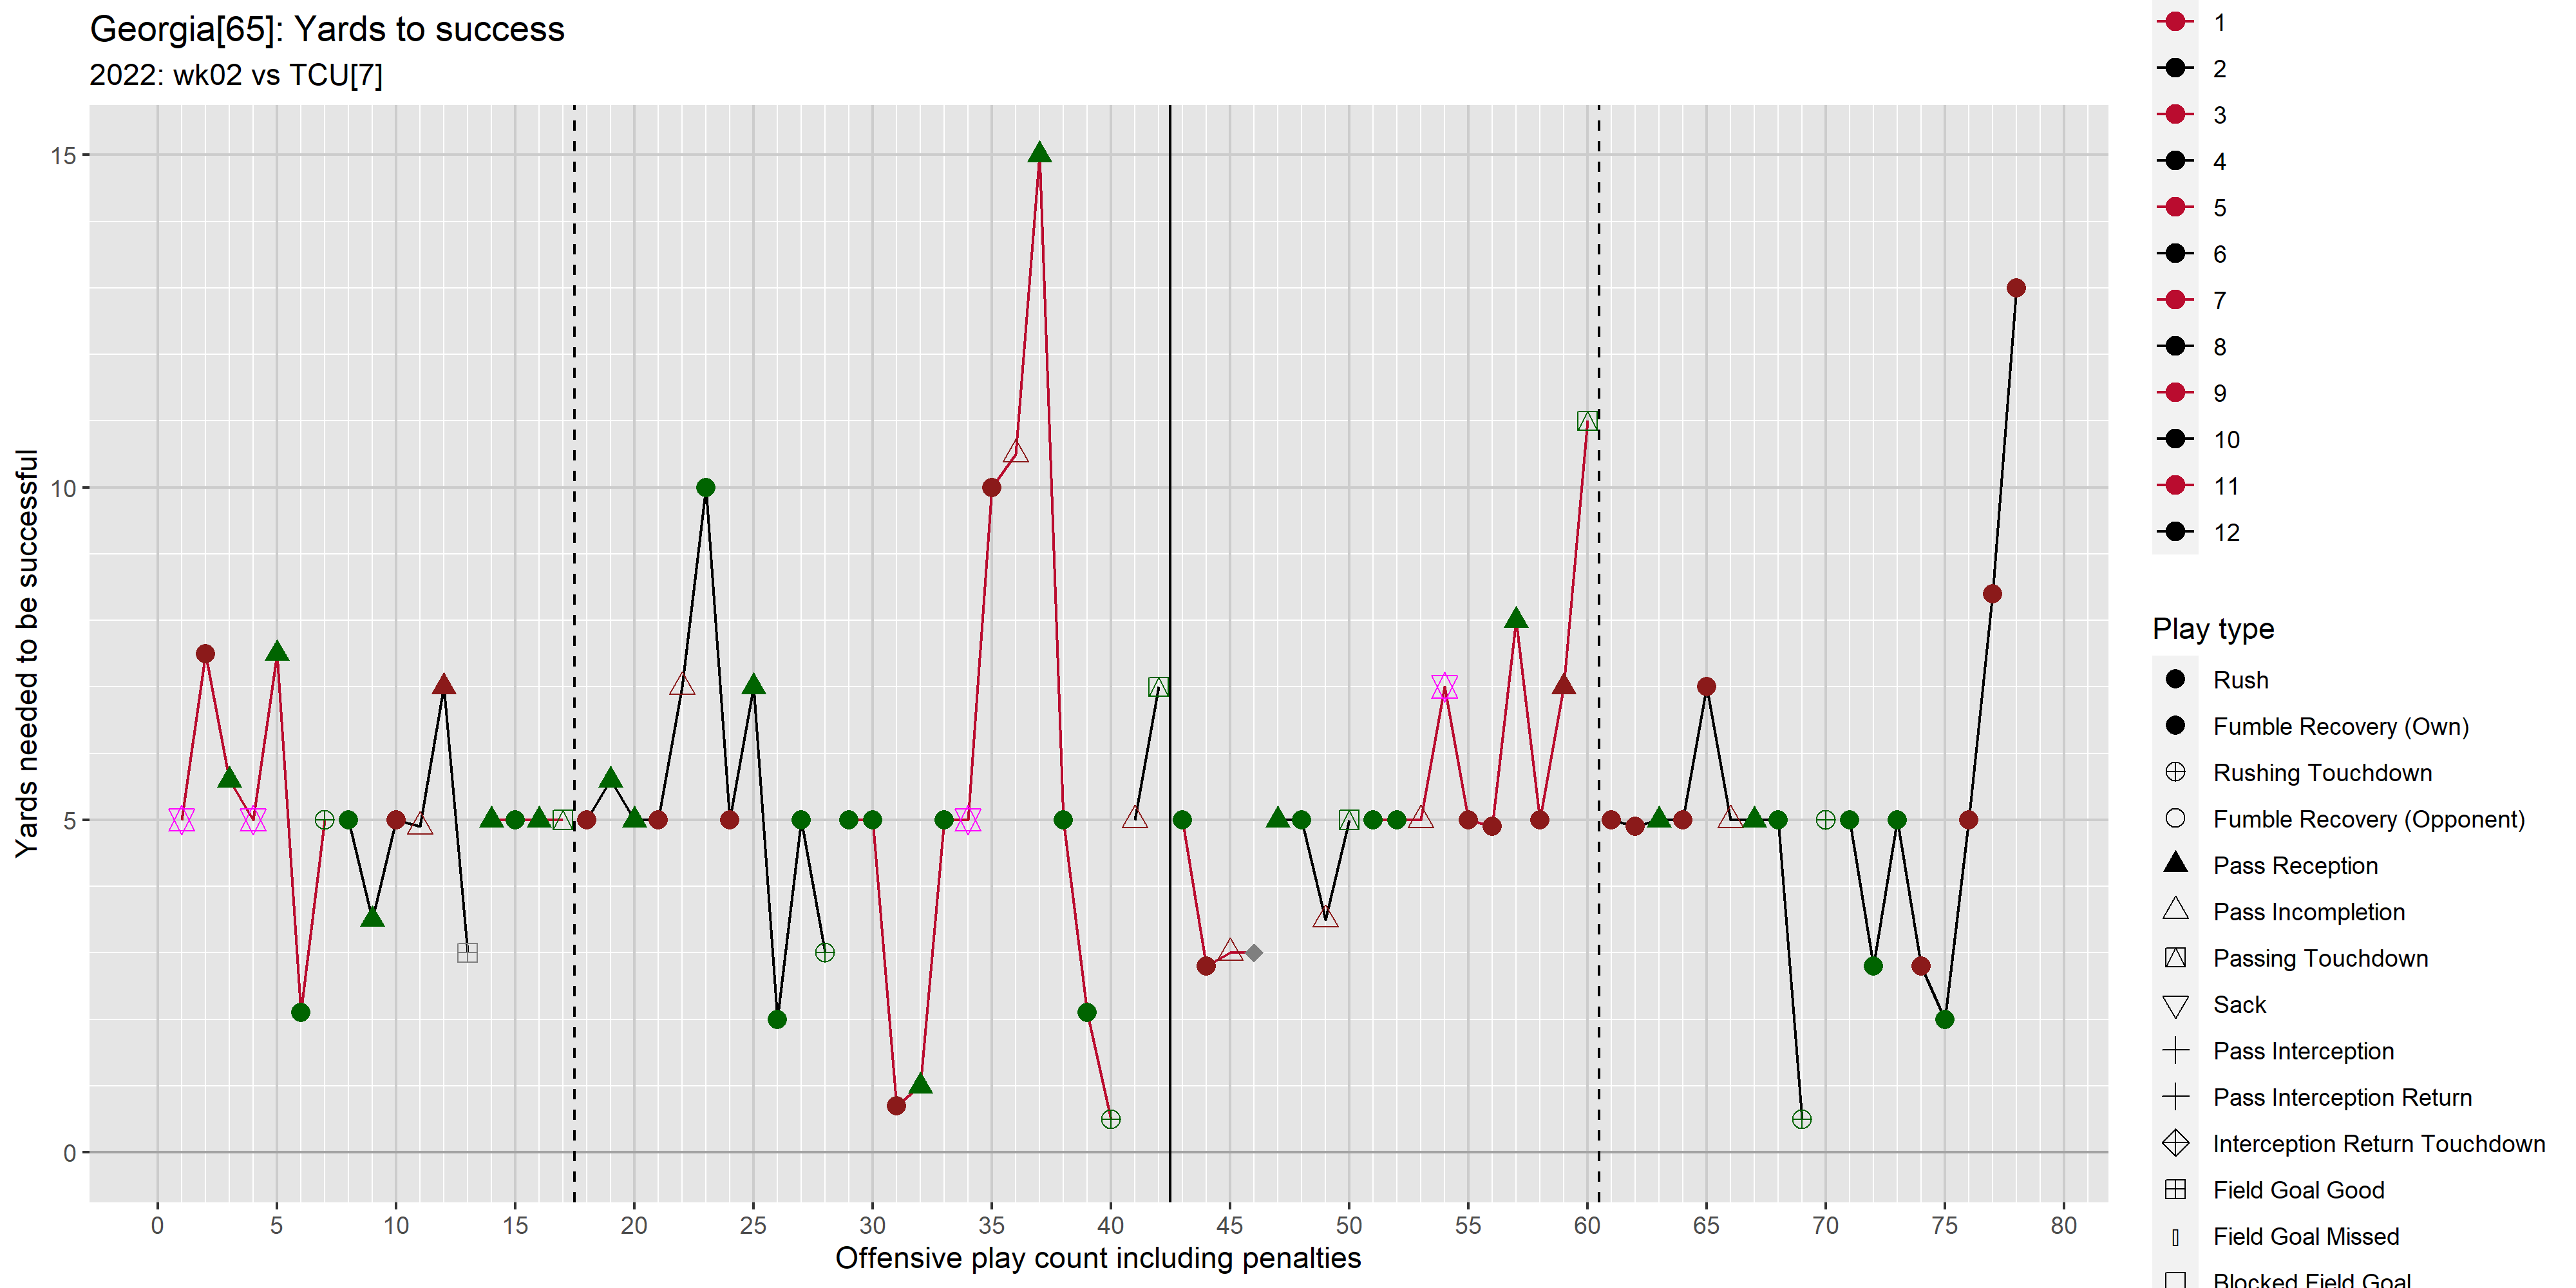 Georgia[65]: Yards to success
2022: wk02 vs TCU[7]
Yards needed to be successful
15
10
5
0
0 5 10 15 20 25 30 35 40 45 50 55 60 65 70 75 80
Offensive play count including penalties
1
2
3
4
5
6
7
8
9
10
11
12
Play type
Rush
Fumble Recovery (Own)
Rushing Touchdown
Fumble Recovery (Opponent)
Pass Reception
Pass Incompletion
Passing Touchdown
Sack
Pass Interception
Pass Interception Return
Interception Return Touchdown
Field Goal Good
Field Goal Missed
Blocked Field Goal